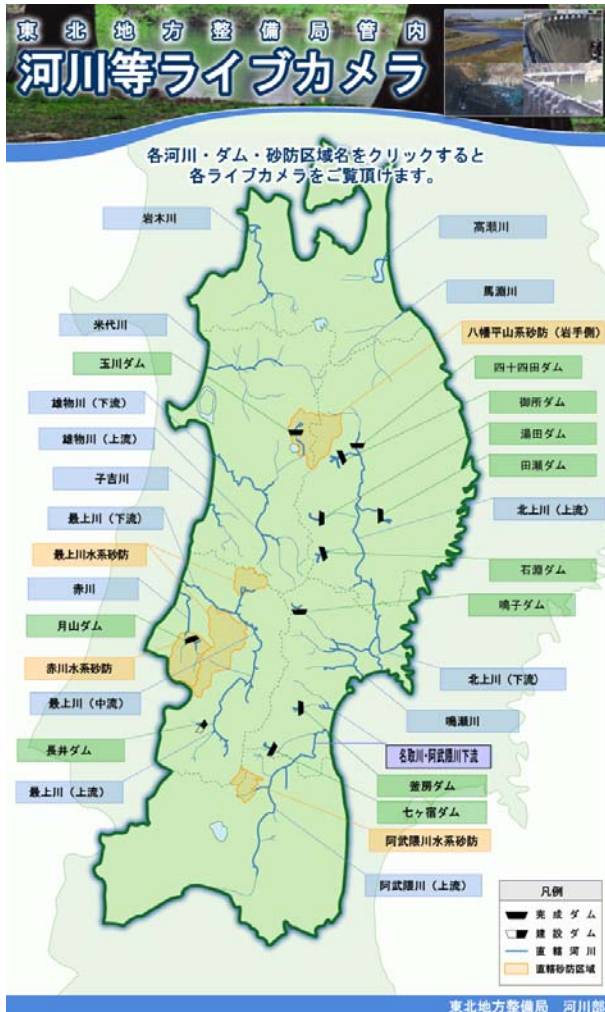 東北地方整備局管内
河川等ライブカメラ
各河川・ダム・砂防区域名をクリックすると
各ライブカメラをご覧頂けます。
岩木川
高瀬川
馬淵川
米代川
八幡平山系砂防（岩手側）
玉川ダム
四十四田ダム
雄物川（下流）
御所ダム
雄物川（上流）
湯田ダム
子吉川
田瀬ダム
最上川（下流）
北上川（上流）
最上川水系砂防
石淵ダム
赤川
鳴子ダム
月山ダム
赤川水系砂防
北上川（下流）
最上川（中流）
鳴瀬川
長井ダム
名取川・阿武隈川下流
最上川（上流）
釜房ダム
七ヶ宿ダム
阿武隈川水系砂防
阿武隈川（上流）
凡例
完成ダム
建設ダム
直轄河川
直轄砂防区域
東北地方整備局 河川部